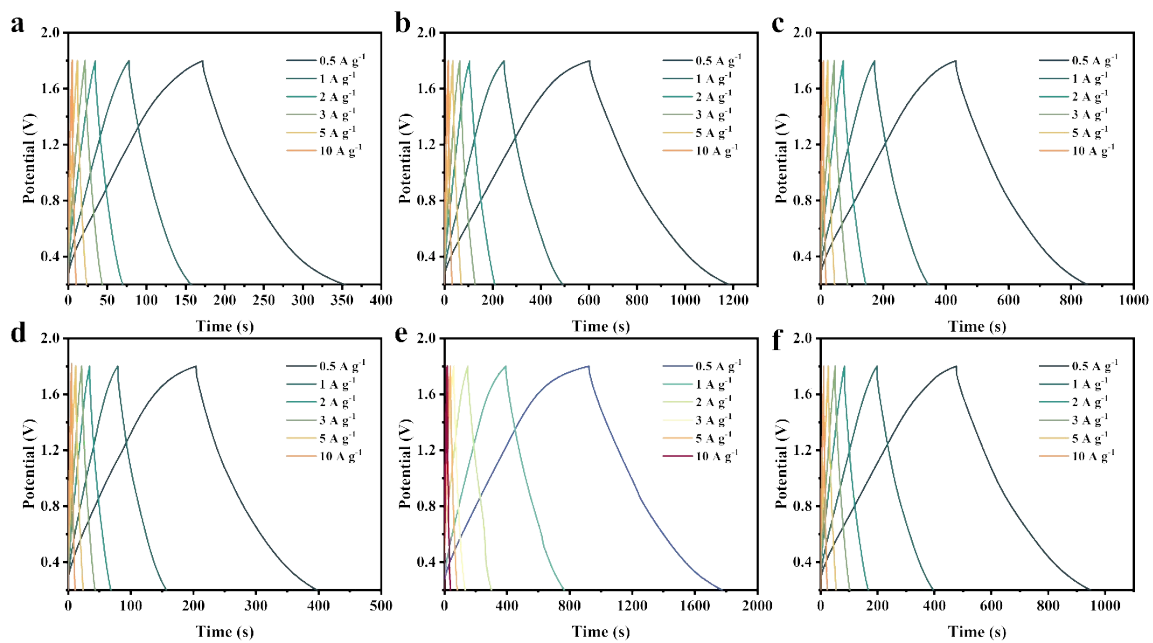 a
2.0
1.6
1.2
0.8
0.4
Potential (V)
0 50 100 150 200 250 300 350 400
Time (s)
0.5 A g⁻¹
1 A g⁻¹
2 A g⁻¹
3 A g⁻¹
5 A g⁻¹
10 A g⁻¹
b
2.0
1.6
1.2
0.8
0.4
Potential (V)
0 200 400 600 800 1000 1200
Time (s)
0.5 A g⁻¹
1 A g⁻¹
2 A g⁻¹
3 A g⁻¹
5 A g⁻¹
10 A g⁻¹
c
2.0
1.6
1.2
0.8
0.4
Potential (V)
0 200 400 600 800 1000
Time (s)
0.5 A g⁻¹
1 A g⁻¹
2 A g⁻¹
3 A g⁻¹
5 A g⁻¹
10 A g⁻¹
d
2.0
1.6
1.2
0.8
0.4
Potential (V)
0 100 200 300 400 500
Time (s)
0.5 A g⁻¹
1 A g⁻¹
2 A g⁻¹
3 A g⁻¹
5 A g⁻¹
10 A g⁻¹
e
2.0
1.6
1.2
0.8
0.4
Potential (V)
0 400 800 1200 1600 2000
Time (s)
0.5 A g⁻¹
1 A g⁻¹
2 A g⁻¹
3 A g⁻¹
5 A g⁻¹
10 A g⁻¹
f
2.0
1.6
1.2
0.8
0.4
Potential (V)
0 200 400 600 800 1000
Time (s)
0.5 A g⁻¹
1 A g⁻¹
2 A g⁻¹
3 A g⁻¹
5 A g⁻¹
10 A g⁻¹